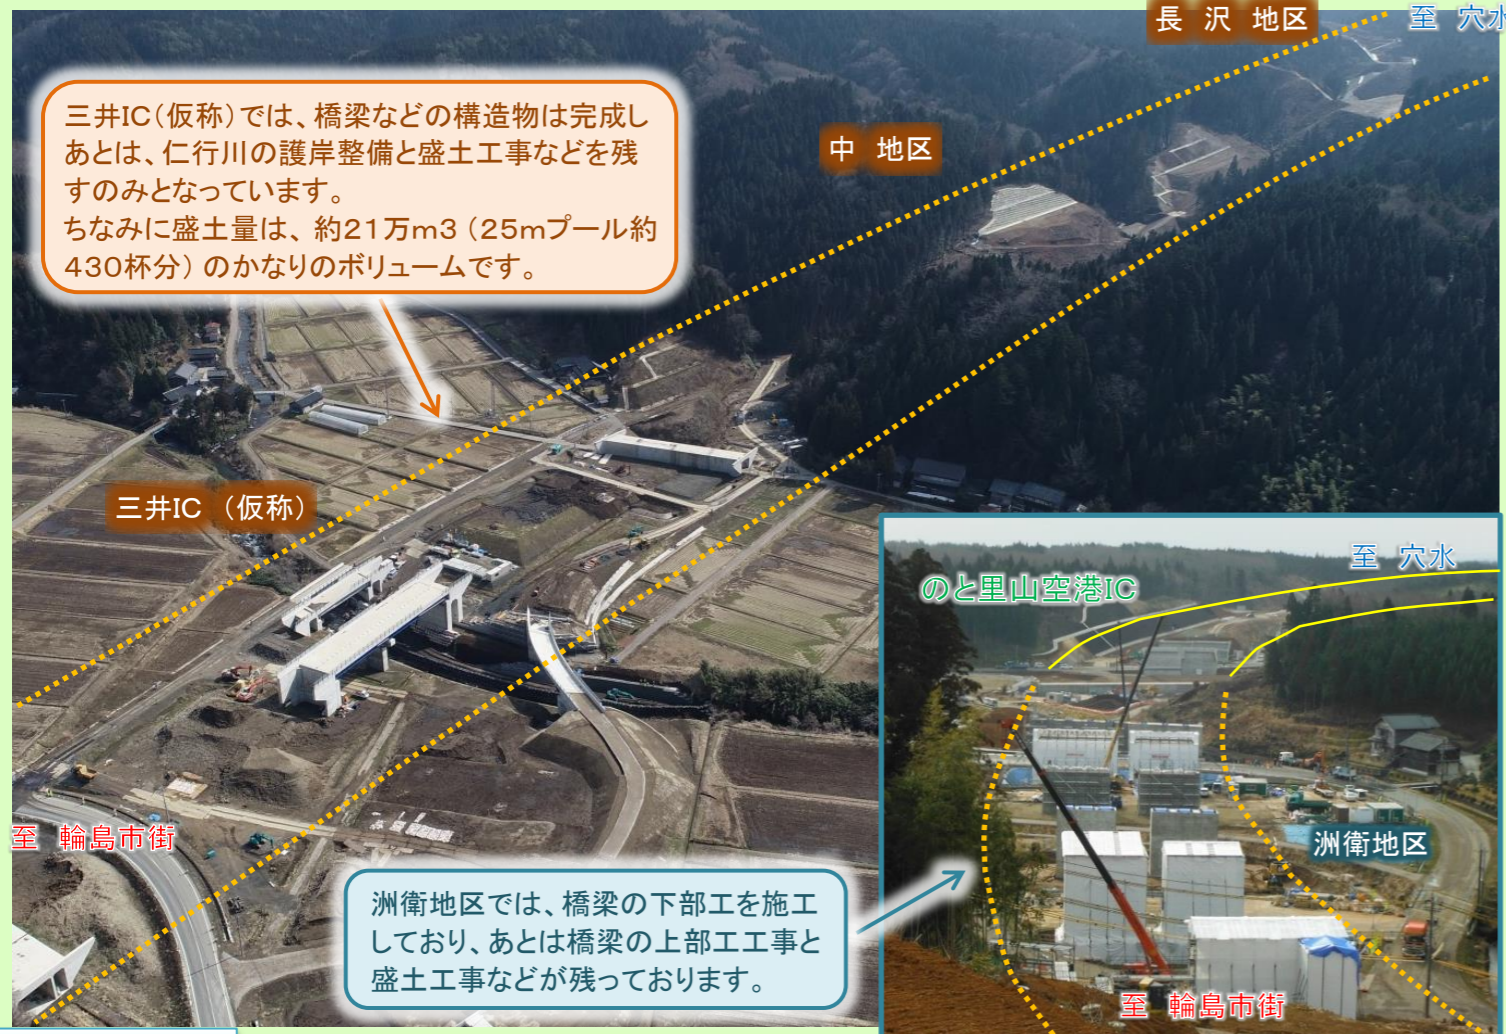 長 沢 地区
至 穴水
三井IC(仮称)では、橋梁などの構造物は完成し
あとは、仁行川の護岸整備と盛土工事などを残
すのみとなっています。
ちなみに盛土量は、約21万m3(25mプール約
430杯分)のかなりのボリュームです。
中 地区
三井IC (仮称)
至 輪島市街
洲衛地区では、橋梁の下部工を施工
しており、あとは橋梁の上部工工事と
盛土工事などが残っております。
至 穴水
のと里山空港IC
洲衛地区
至 輪島市街